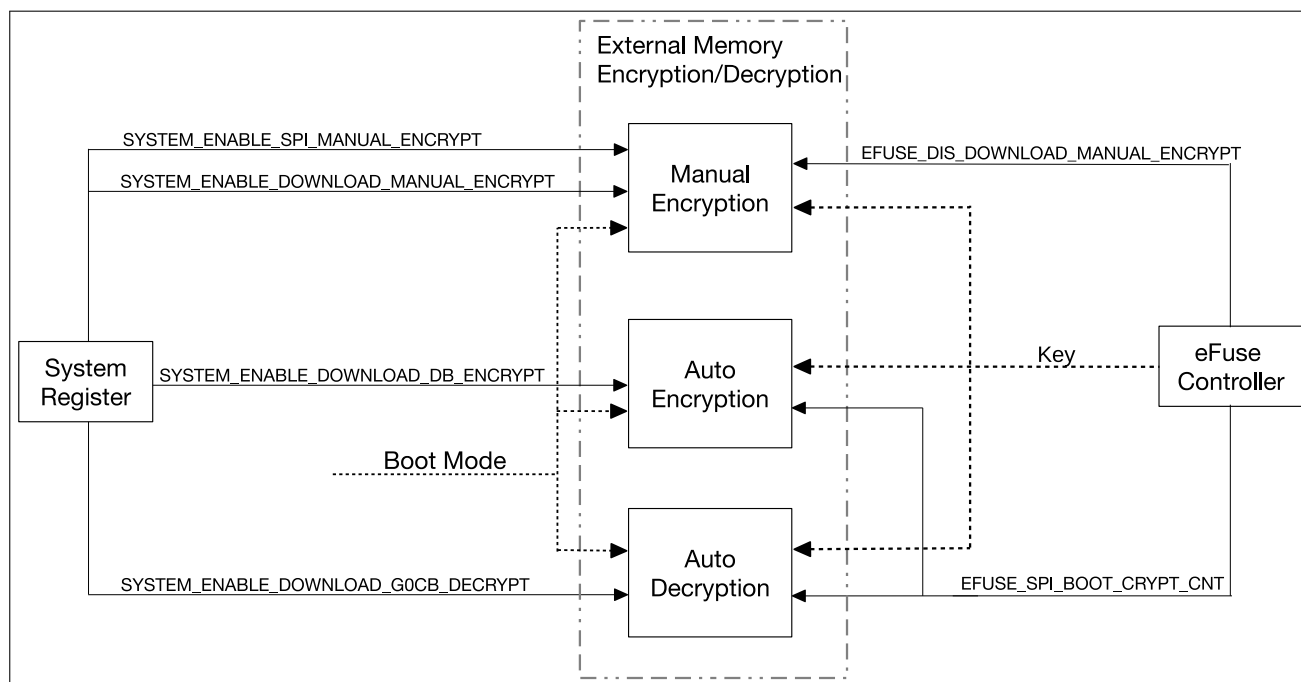 External Memory
Encryption/Decryption
SYSTEM_ENABLE_SPI_MANUAL_ENCRYPT
EFUSE_DIS_DOWNLOAD_MANUAL_ENCRYPT
SYSTEM_ENABLE_DOWNLOAD_MANUAL_ENCRYPT
Manual
Encryption
System
Register
SYSTEM_ENABLE_DOWNLOAD_DB_ENCRYPT
Auto
Encryption
Key
eFuse
Controller
Boot Mode
Auto
Decryption
SYSTEM_ENABLE_DOWNLOAD_G0CB_DECRYPT
EFUSE_SPI_BOOT_CRYPT_CNT